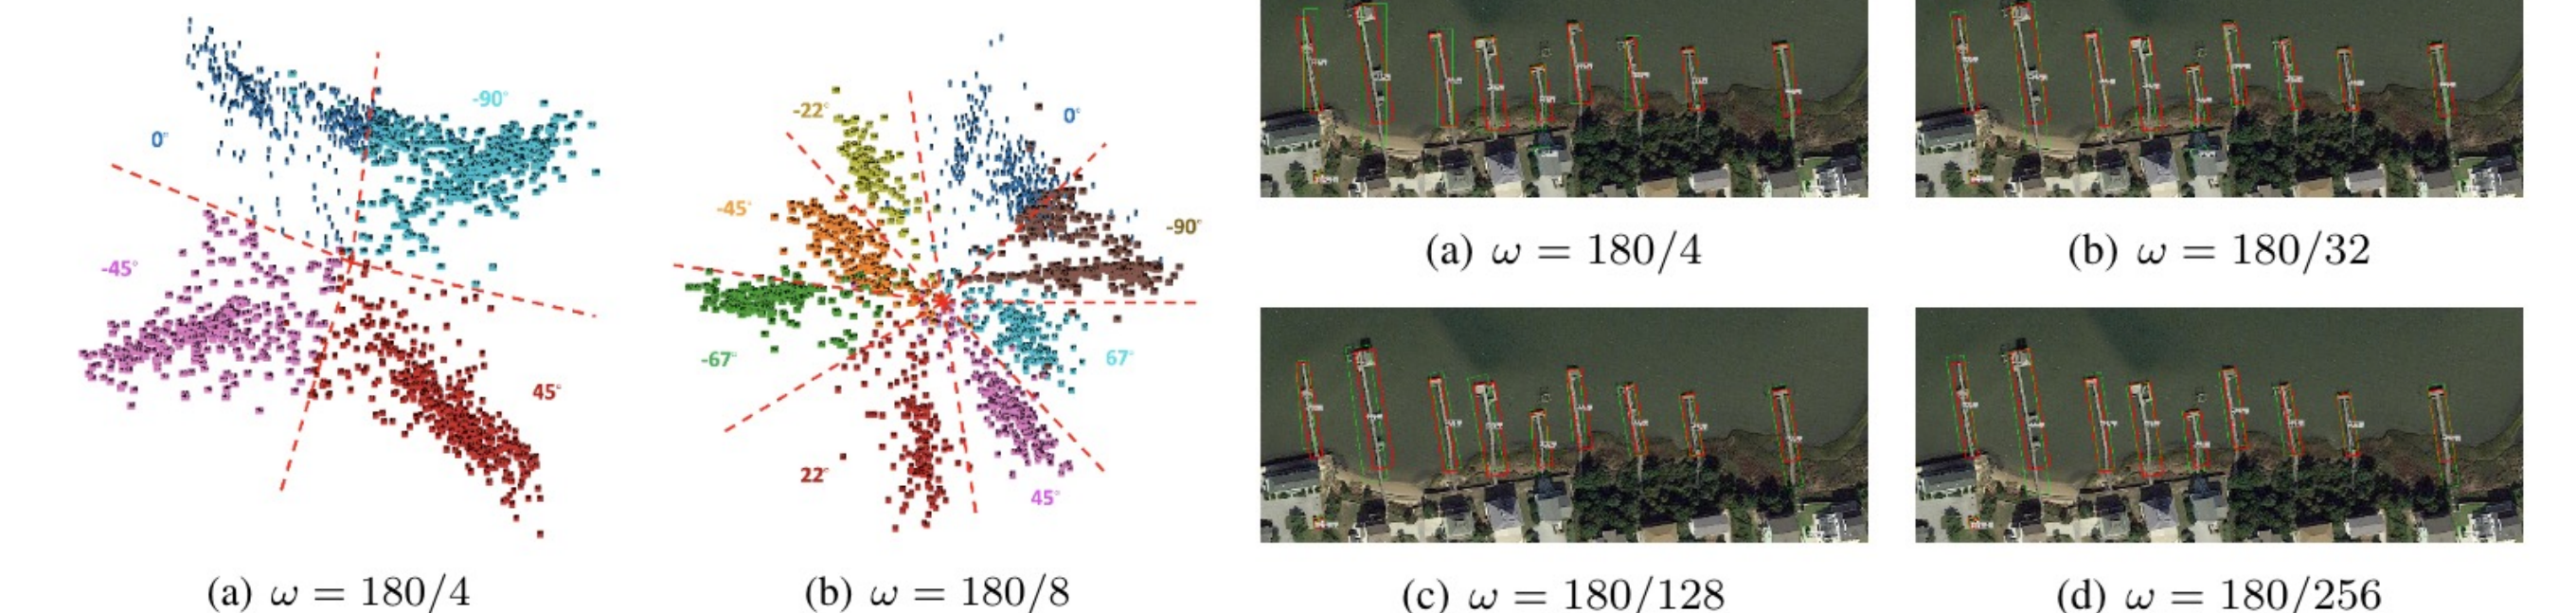 -90°
0°
-45°
45°
(a) ω = 180/4
-22°
0°
-45°
-90°
-67°
67°
22°
45°
(b) ω = 180/8
(a) ω = 180/4
(b) ω = 180/32
(c) ω = 180/128
(d) ω = 180/256